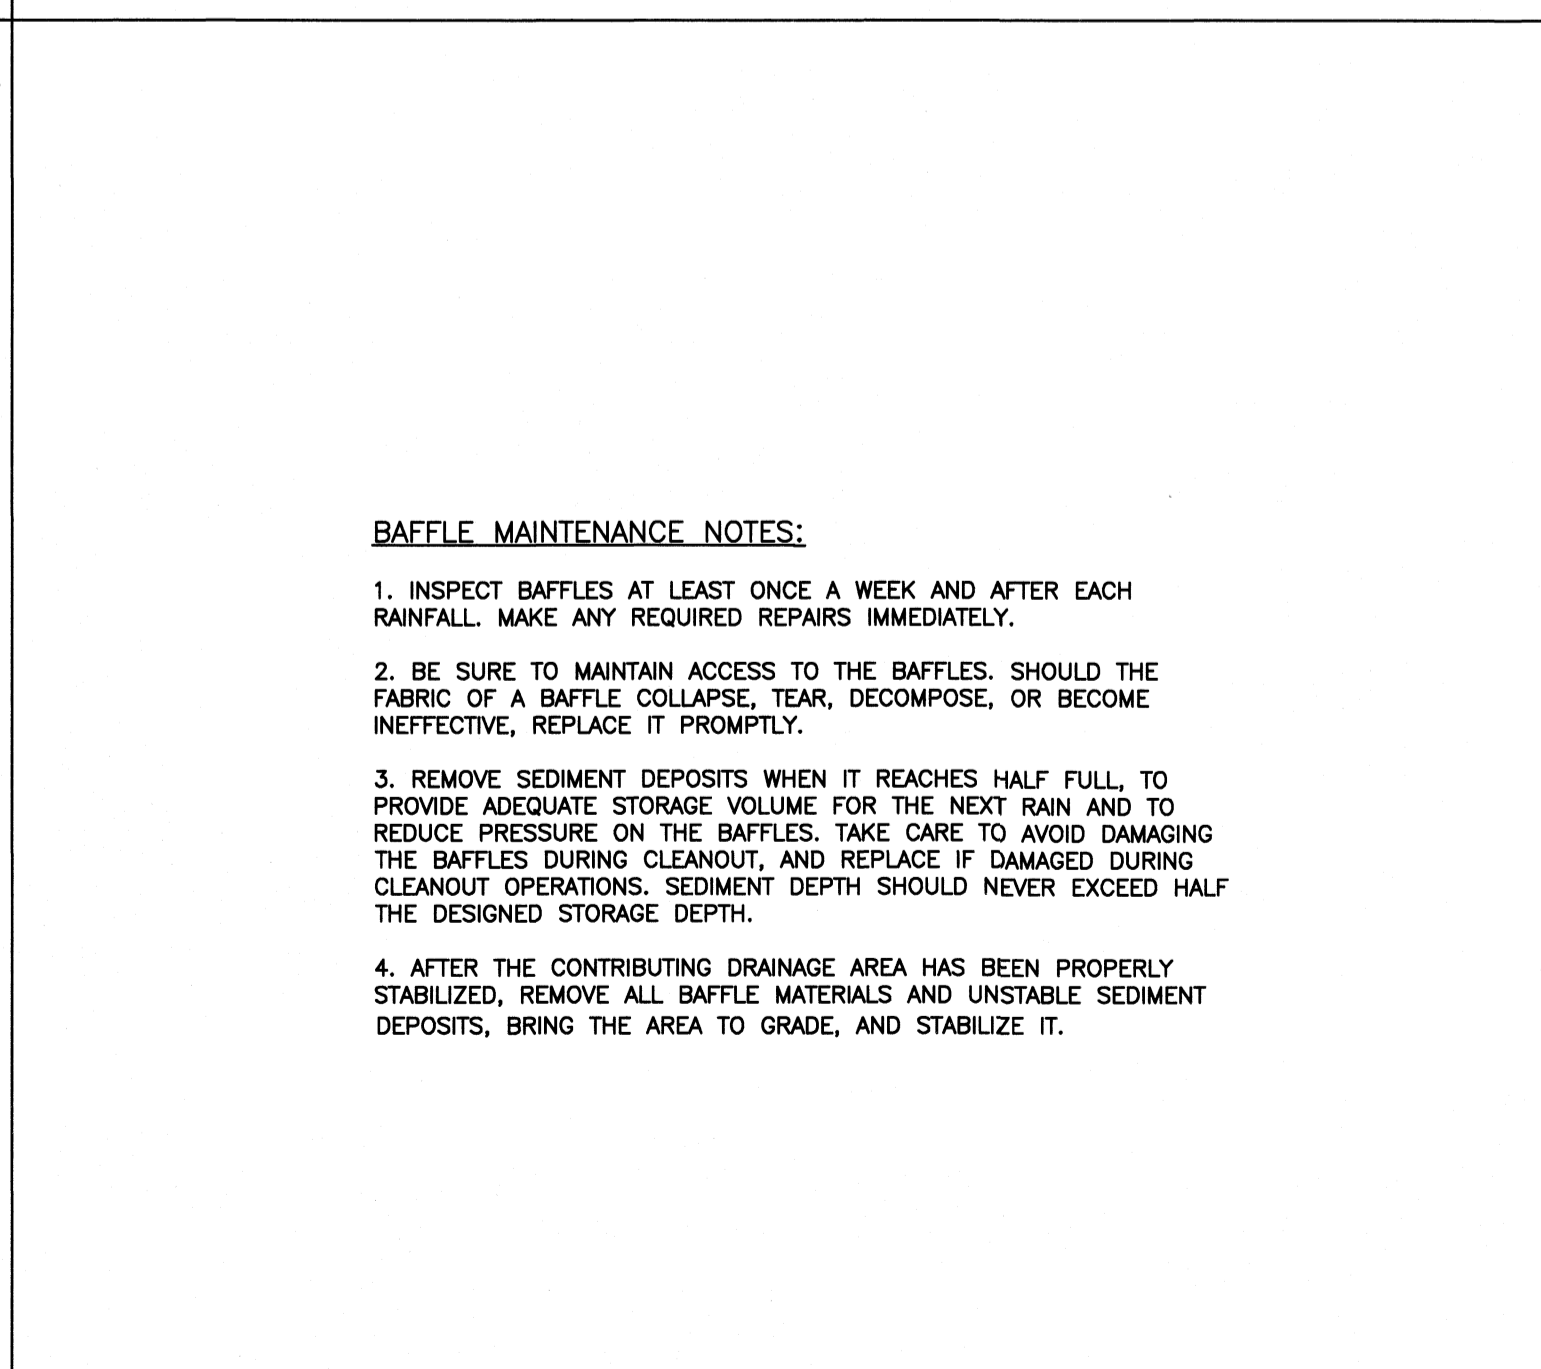 BAFFLE MAINTENANCE NOTES:
1. INSPECT BAFFLES AT LEAST ONCE A WEEK AND AFTER EACH
RAINFALL. MAKE ANY REQUIRED REPAIRS IMMEDIATELY.
2. BE SURE TO MAINTAIN ACCESS TO THE BAFFLES. SHOULD THE
FABRIC OF A BAFFLE COLLAPSE, TEAR, DECOMPOSE, OR BECOME
INEFFECTIVE, REPLACE IT PROMPTLY.
3. REMOVE SEDIMENT DEPOSITS WHEN IT REACHES HALF FULL, TO
PROVIDE ADEQUATE STORAGE VOLUME FOR THE NEXT RAIN AND TO
REDUCE PRESSURE ON THE BAFFLES. TAKE CARE TO AVOID DAMAGING
THE BAFFLES DURING CLEANOUT, AND REPLACE IF DAMAGED DURING
CLEANOUT OPERATIONS. SEDIMENT DEPTH SHOULD NEVER EXCEED HALF
THE DESIGNED STORAGE DEPTH.
4. AFTER THE CONTRIBUTING DRAINAGE AREA HAS BEEN PROPERLY
STABILIZED, REMOVE ALL BAFFLE MATERIALS AND UNSTABLE SEDIMENT
DEPOSITS, BRING THE AREA TO GRADE, AND STABILIZE IT.